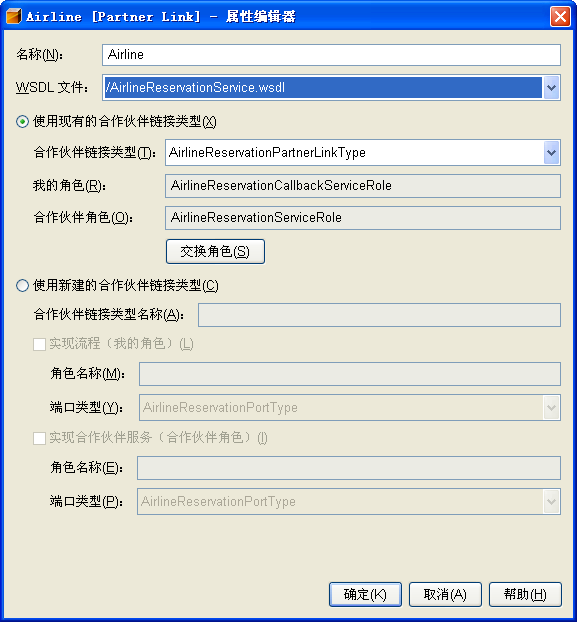 Airline [Partner Link] - 属性编辑器
名称(N): Airline
WSDL 文件: /AirlineReservationService.wsdl
使用现有的合作伙伴链接类型(X)
合作伙伴链接类型(T): AirlineReservationPartnerLinkType
我的角色(R): AirlineReservationCallbackServiceRole
合作伙伴角色(O): AirlineReservationServiceRole
交换角色(S)
使用新建的合作伙伴链接类型(C)
合作伙伴链接类型名称(A):
实现流程（我的角色）(L)
角色名称(M):
端口类型(Y): AirlineReservationPortType
实现合作伙伴服务（合作伙伴角色）(I)
角色名称(E):
端口类型(P): AirlineReservationPortType
确定(K) 取消(A) 帮助(H)